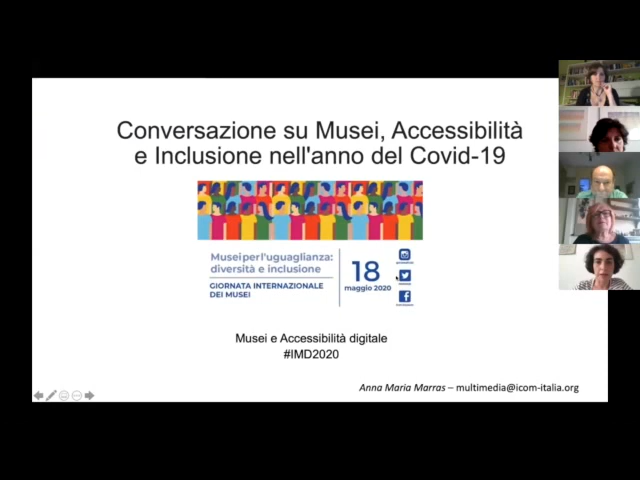 Conversazione su Musei, Accessibilità
e Inclusione nell'anno del Covid-19
Musei per l'uguaglianza:
diversità e inclusione
GIORNATA INTERNAZIONALE
DEI MUSEI
18
maggio 2020
Musei e Accessibilità digitale
#IMD2020
Anna Maria Marras – multimedia@icom-italia.org